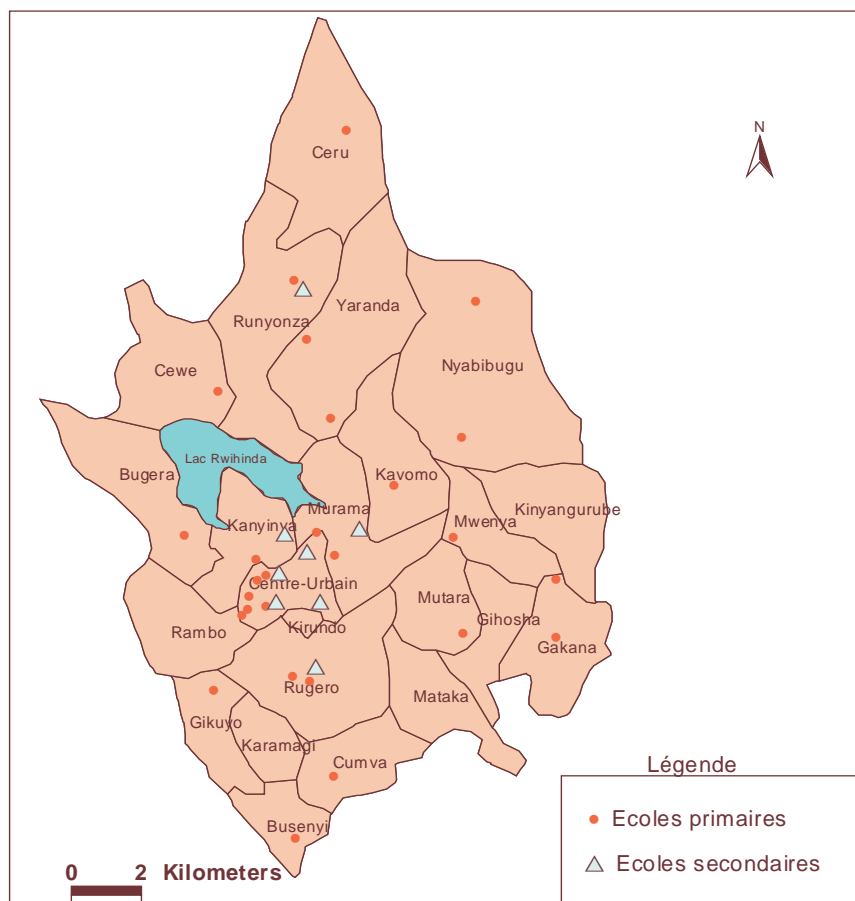 N
Ceru
Yaranda
Runyonza
Nyabibugu
Cewe
Lac Rwihinda
Bugera
Kavomo
Murama
Kinyangurube
Kanyinya
Mwenya
Centre-Urbain
Mutara
Gihosha
Kirundo
Rambo
Gakana
Rugero
Mataka
Gikuyo
Karamagi
Cumva
Légende
Busenyi
Ecoles primaires
Ecoles secondaires
0 2 Kilometers